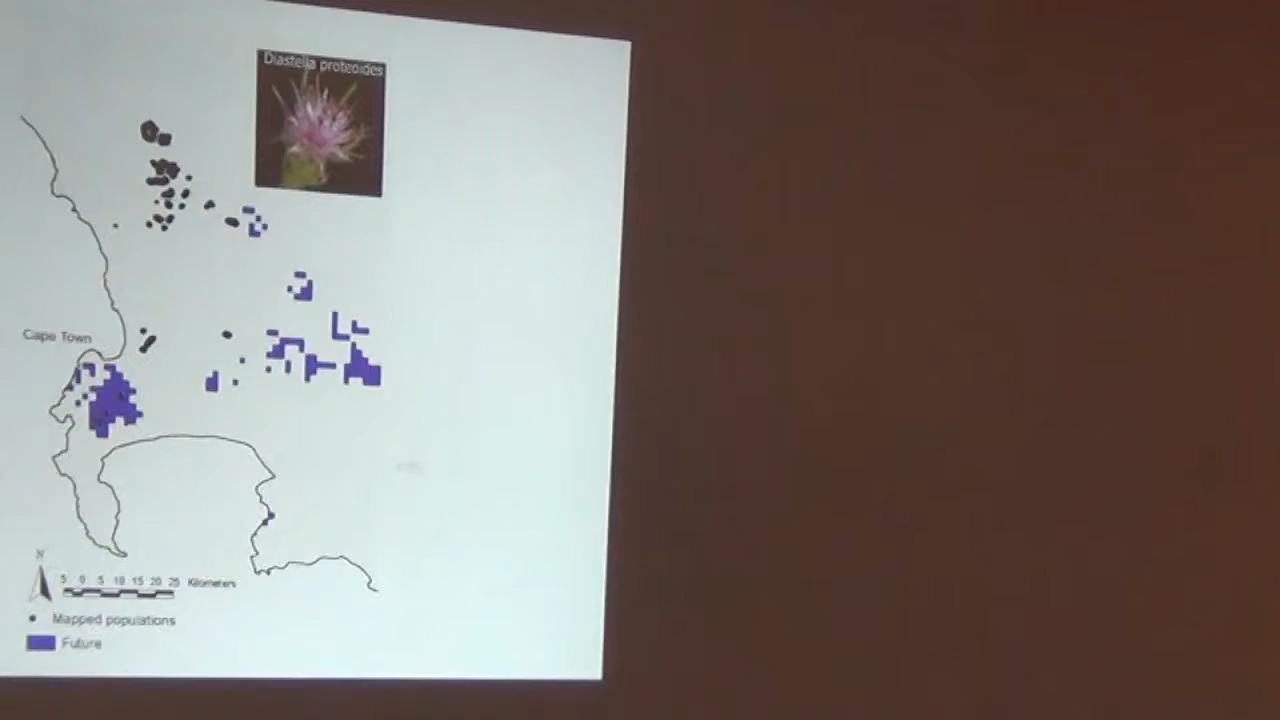 Diastella proteoides
Cape Town
N
5 0 5 10 15 20 25 Kilometers
Mapped populations
Future